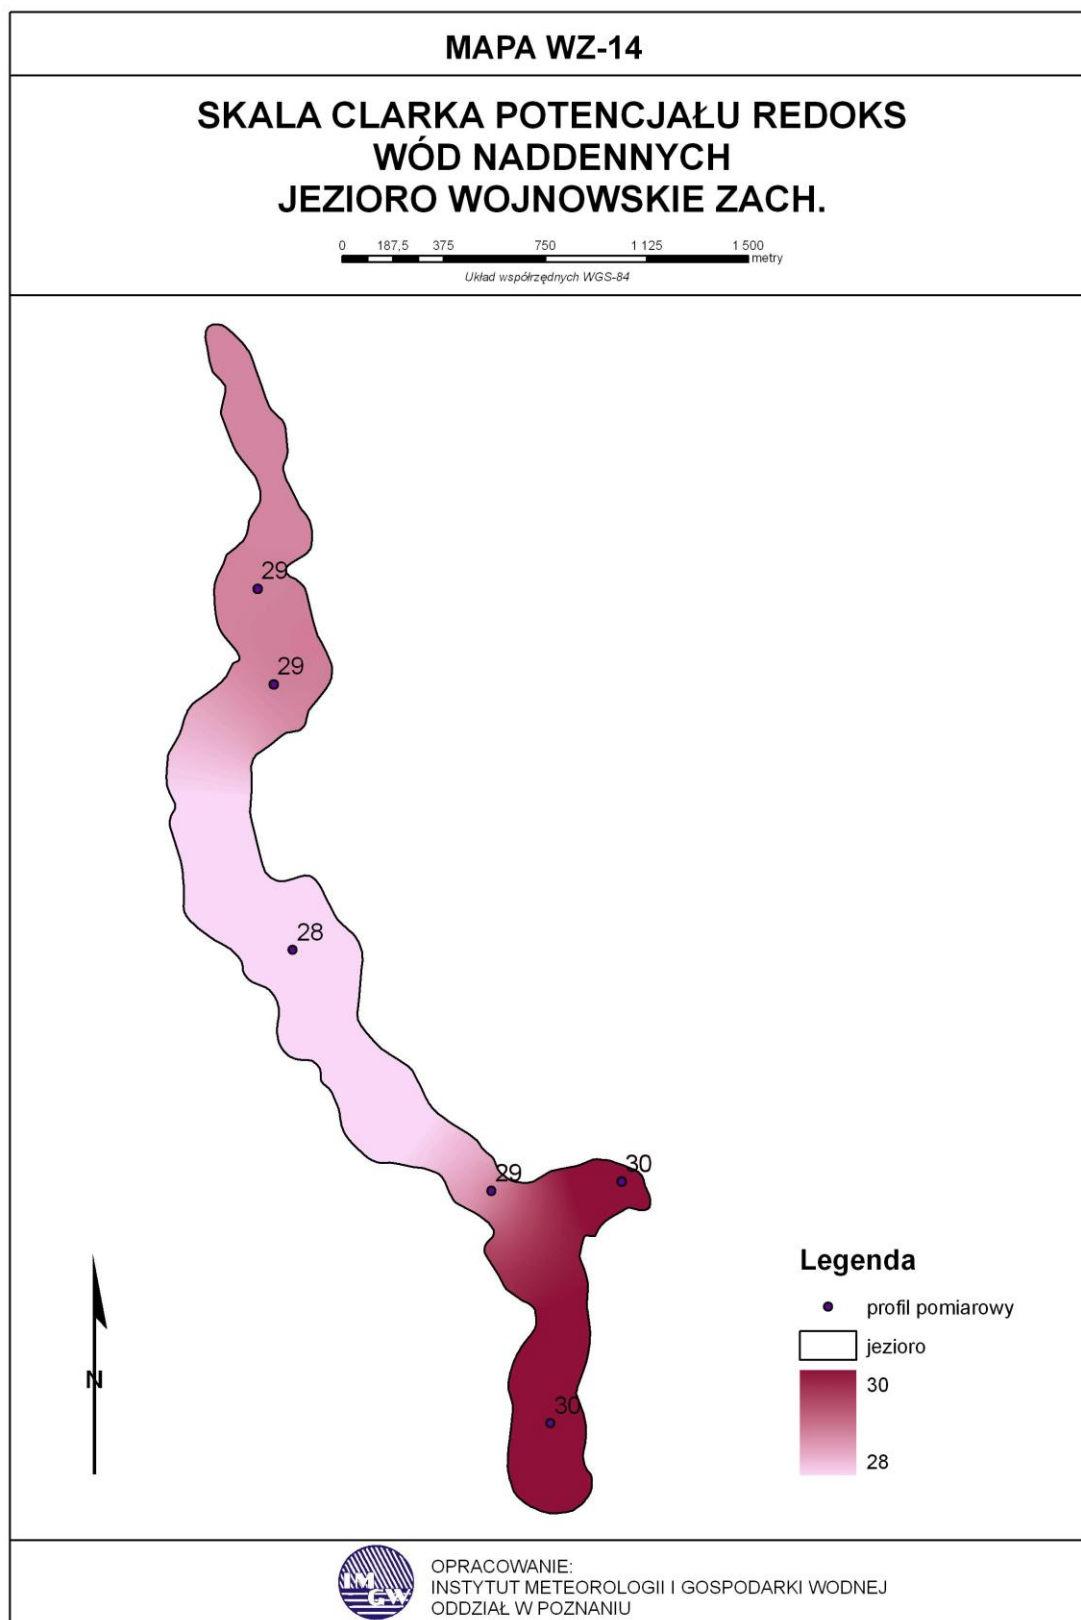 MAPA WZ-14
SKALA CLARKA POTENCJAŁU REDOKS
WÓD NADDENNYCH
JEZIORO WOJNOWSKIE ZACH.
0 187,5 375 750 1 125 1 500
metry
Układ współrzędnych WGS-84
29
29
28
29
30
30
N
Legenda
profil pomiarowy
jezioro
30
28
IM
GW
OPRACOWANIE:
INSTYTUT METEOROLOGII I GOSPODARKI WODNEJ
ODDZIAŁ W POZNANIU